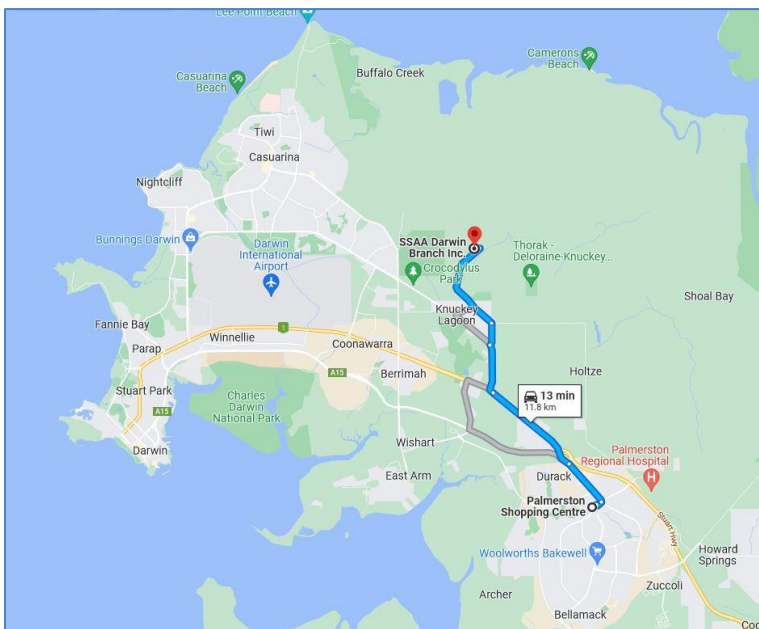 Lee Point Beach
Casuarina
Beach
Buffalo Creek
Camerons
Beach
Tiwi
Casuarina
Nightcliff
Bunnings Darwin
Darwin
International
Airport
SSAA Darwin
Branch Inc.
Crocodylus
Park
Thorak -
Deloraine-Knuckey...
Shoal Bay
Knuckey
Lagoon
Fannie Bay
Winnellie
1
Coonawarra
Parap
Stuart Park
A15
Charles
Darwin
National Park
A15
Berrimah
Holtze
13 min
11.8 km
Darwin
Wishart
East Arm
Palmerston
Regional Hospital
Durack
Palmerston
Shopping Centre
Stuart Hwy
Woolworths Bakewell
Howard
Springs
Archer
Zuccoli
Bellamack
Coo